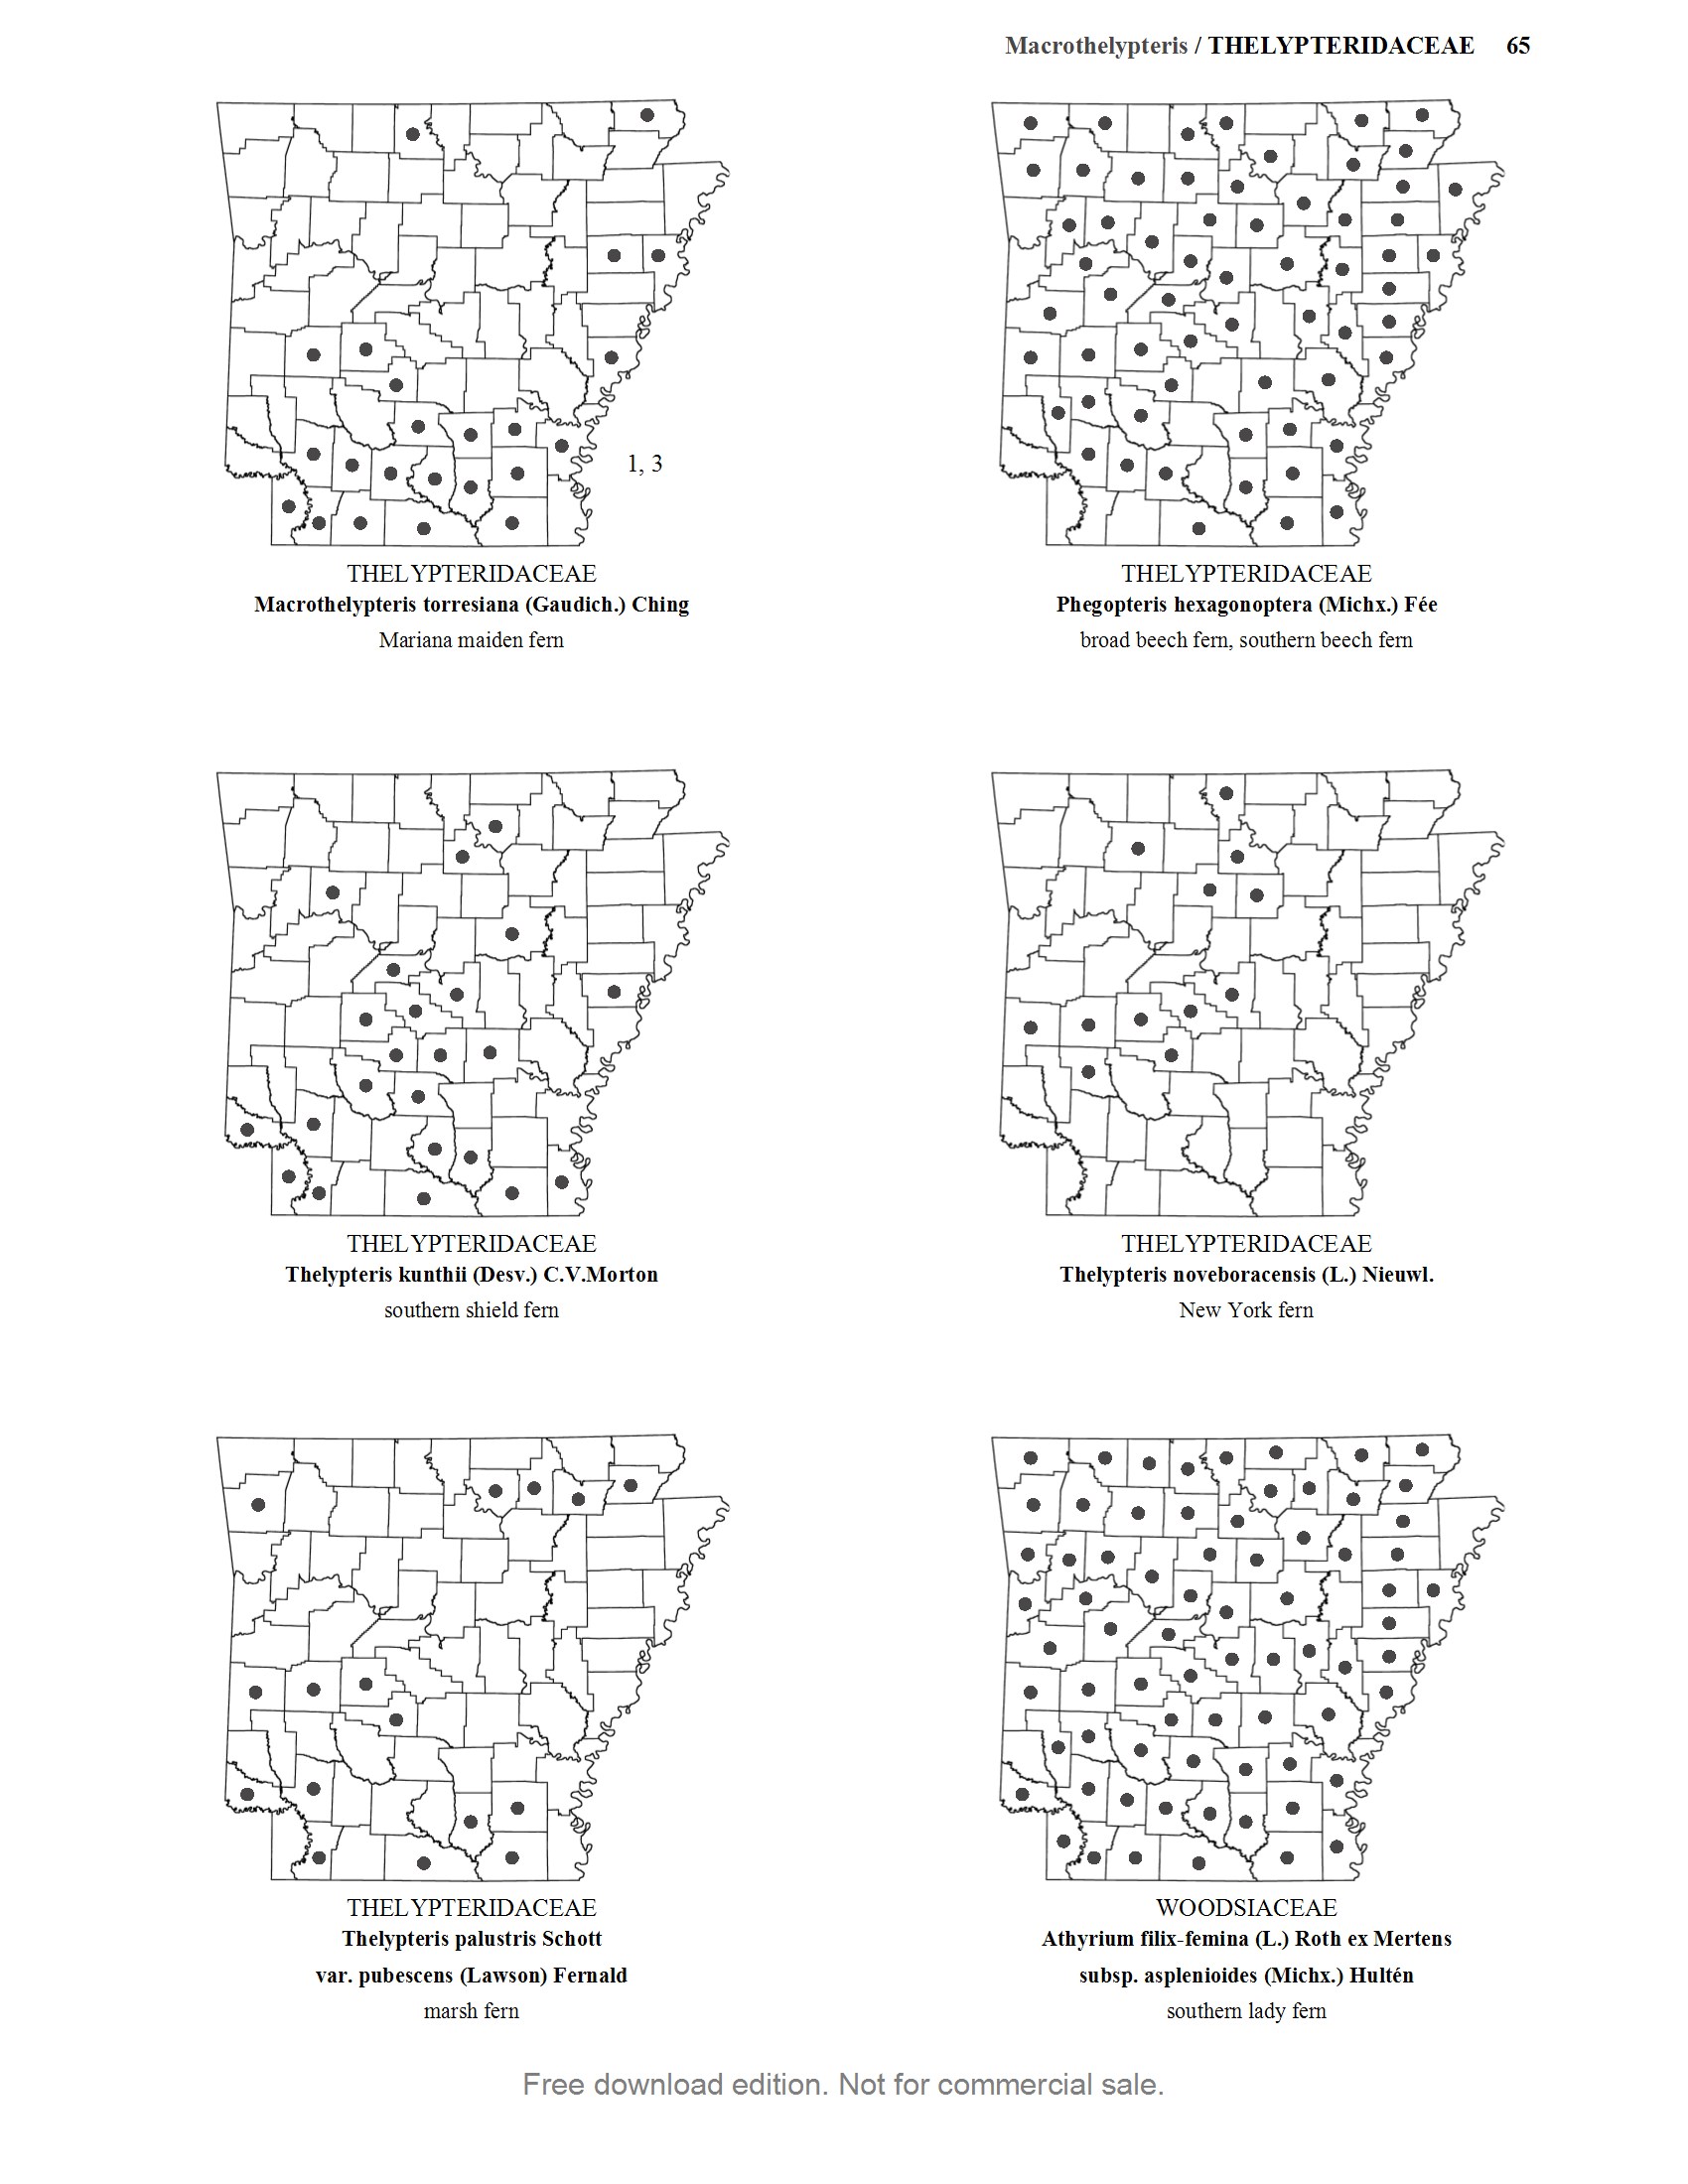 Macrothelypteris / THELYPTERIDACEAE 65
1, 3
THELYPTERIDACEAE
Macrothelypteris torresiana (Gaudich.) Ching
Mariana maiden fern
THELYPTERIDACEAE
Phegopteris hexagonoptera (Michx.) Fée
broad beech fern, southern beech fern
THELYPTERIDACEAE
Thelypteris kunthii (Desv.) C.V.Morton
southern shield fern
THELYPTERIDACEAE
Thelypteris noveboracensis (L.) Nieuwl.
New York fern
THELYPTERIDACEAE
Thelypteris palustris Schott
var. pubescens (Lawson) Fernald
marsh fern
WOODSIACEAE
Athyrium filix-femina (L.) Roth ex Mertens
subsp. asplenioides (Michx.) Hultén
southern lady fern
Free download edition. Not for commercial sale.